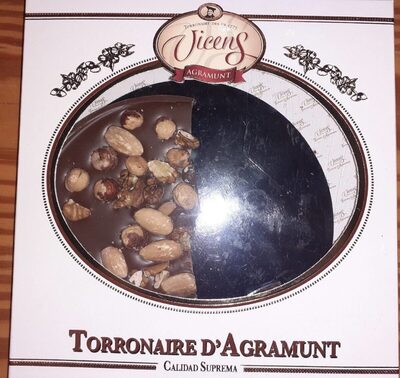 Vicens
AGRAMUNT
TORRONAIRE D'AGRAMUNT
CALIDAD SUPREMA